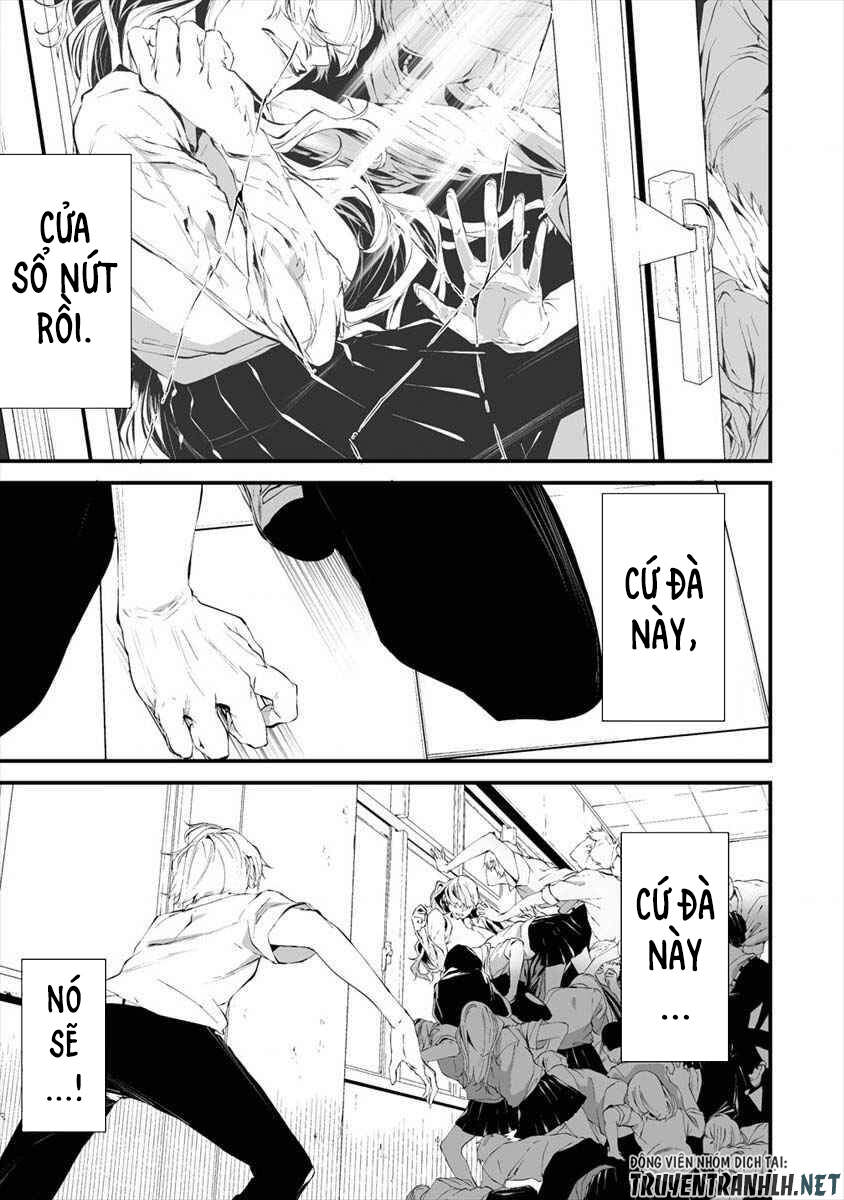 CỬA
SỔ NỨT
RỒI.
CỨ ĐÀ
NÀY,
CỨ ĐÀ
NÀY
...
NÓ
SẼ
...!
ĐỘNG VIÊN NHÓM DỊCH TẠI:
TRUYENTRANHLH.NET